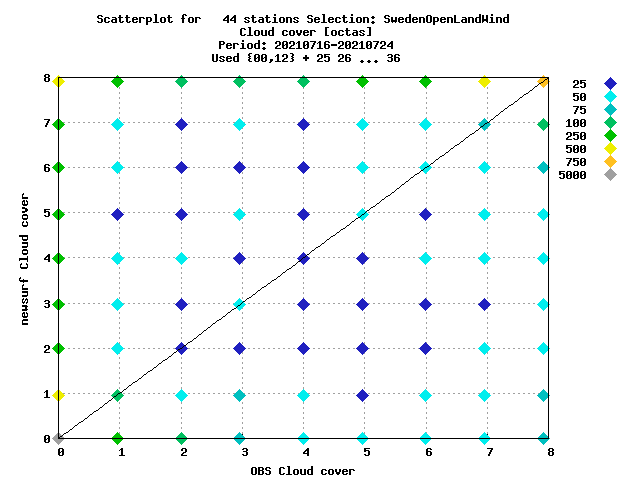 Scatterplot for 44 stations Selection: SwedenOpenLandWind
Cloud cover [octas]
Period: 20210716-20210724
Used {00,12} + 25 26 ... 36
8
7
6
5
4
3
2
1
0
newsurf Cloud cover
0 1 2 3 4 5 6 7 8
OBS Cloud cover
25
50
75
100
250
500
750
5000